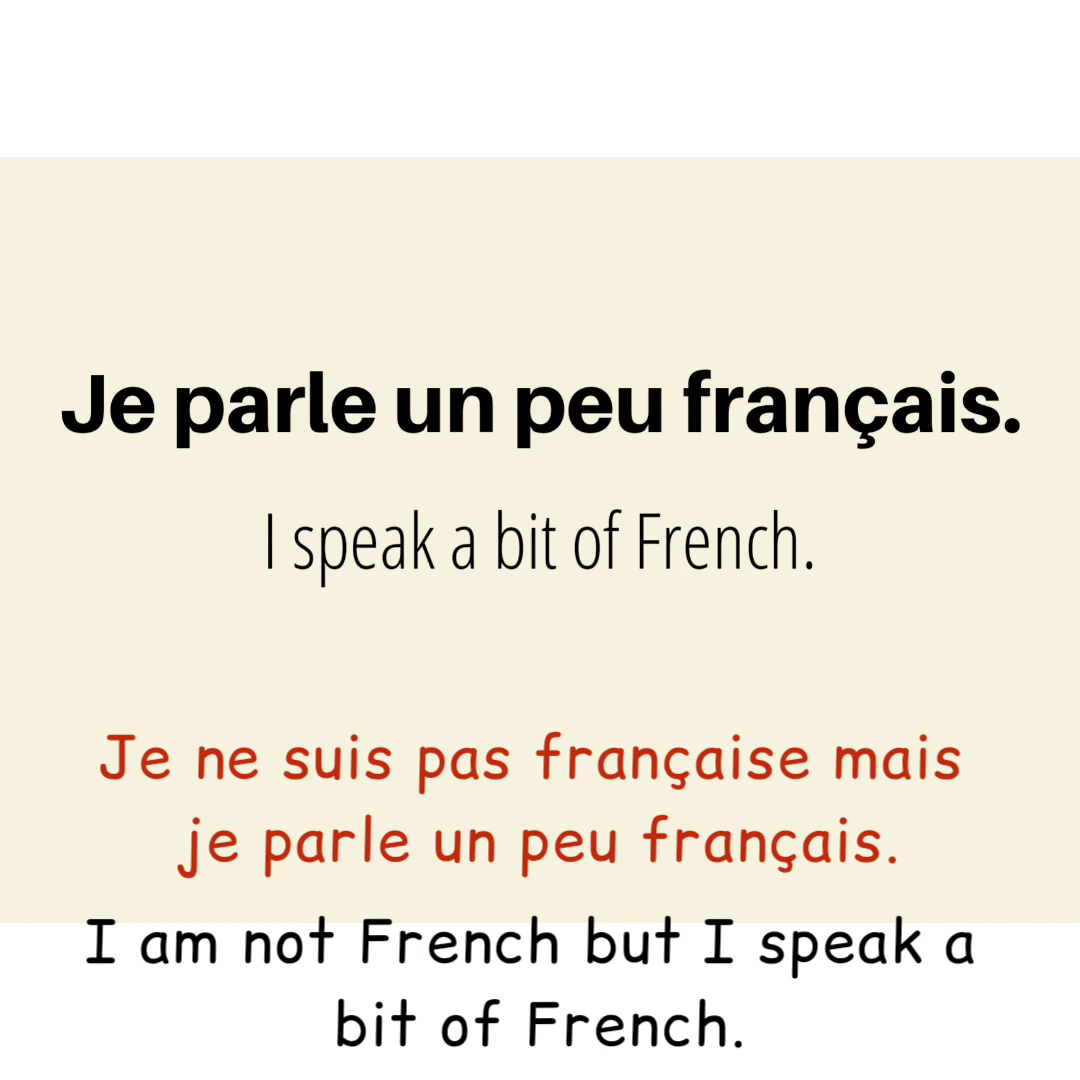 Je parle un peu français.
I speak a bit of French.
Je ne suis pas française mais
je parle un peu français.
I am not French but I speak a
bit of French.